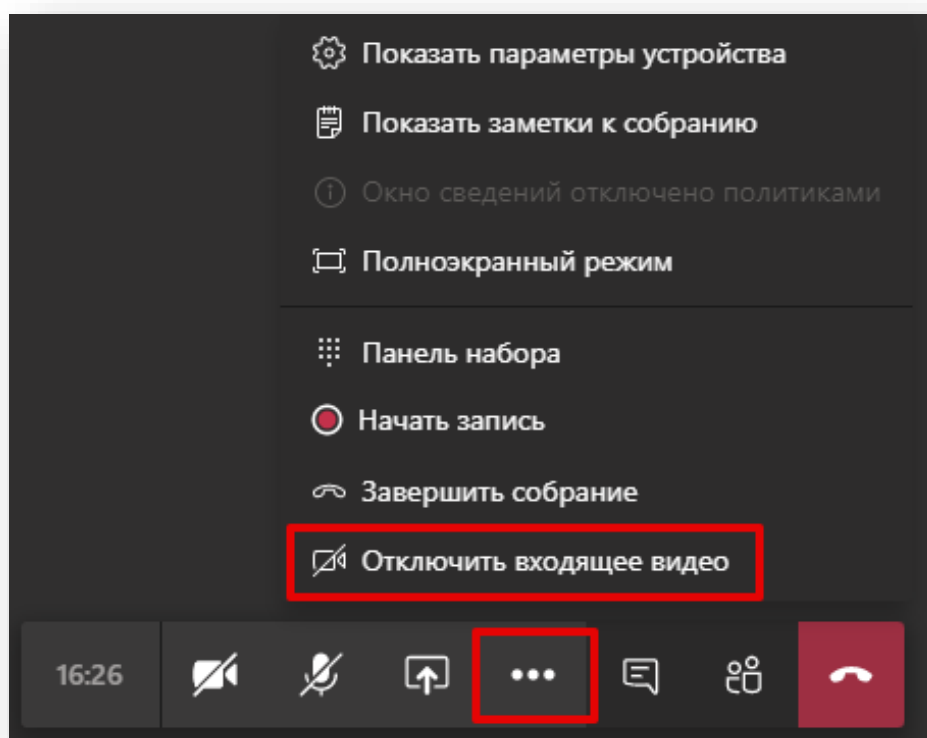 Показать параметры устройства
Показать заметки к собранию
Окно сведений отключено политиками
Полноэкранный режим
Панель набора
Начать запись
Завершить собрание
Отключить входящее видео
16:26